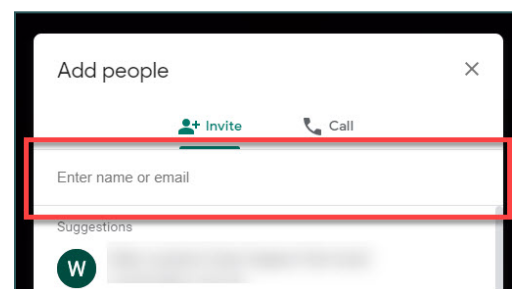 Add people
Invite Call
Enter name or email
Suggestions
W